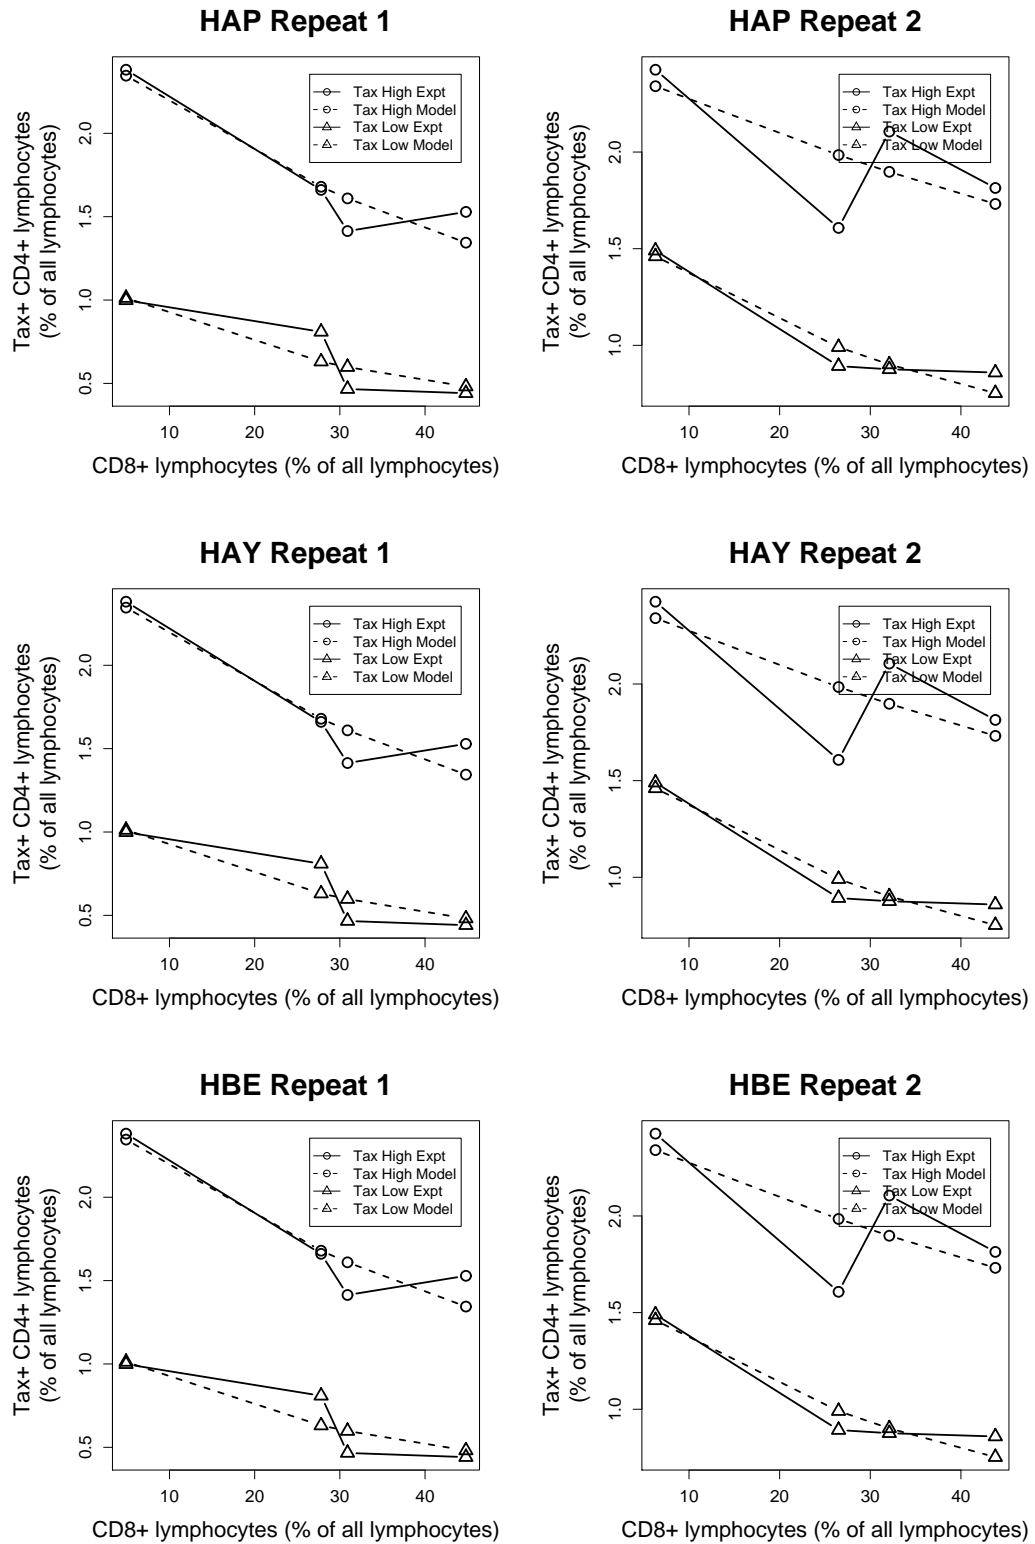 HAP Repeat 1
Tax+ CD4+ lymphocytes
(% of all lymphocytes)
2.0
1.5
1.0
0.5
Tax High Expt
Tax High Model
Tax Low Expt
Tax Low Model
10 20 30 40
CD8+ lymphocytes (% of all lymphocytes)
HAP Repeat 2
Tax+ CD4+ lymphocytes
(% of all lymphocytes)
2.0
1.5
1.0
Tax High Expt
Tax High Model
Tax Low Expt
Tax Low Model
10 20 30 40
CD8+ lymphocytes (% of all lymphocytes)
HAY Repeat 1
Tax+ CD4+ lymphocytes
(% of all lymphocytes)
2.0
1.5
1.0
0.5
Tax High Expt
Tax High Model
Tax Low Expt
Tax Low Model
10 20 30 40
CD8+ lymphocytes (% of all lymphocytes)
HAY Repeat 2
Tax+ CD4+ lymphocytes
(% of all lymphocytes)
2.0
1.5
1.0
Tax High Expt
Tax High Model
Tax Low Expt
Tax Low Model
10 20 30 40
CD8+ lymphocytes (% of all lymphocytes)
HBE Repeat 1
Tax+ CD4+ lymphocytes
(% of all lymphocytes)
2.0
1.5
1.0
0.5
Tax High Expt
Tax High Model
Tax Low Expt
Tax Low Model
10 20 30 40
CD8+ lymphocytes (% of all lymphocytes)
HBE Repeat 2
Tax+ CD4+ lymphocytes
(% of all lymphocytes)
2.0
1.5
1.0
Tax High Expt
Tax High Model
Tax Low Expt
Tax Low Model
10 20 30 40
CD8+ lymphocytes (% of all lymphocytes)